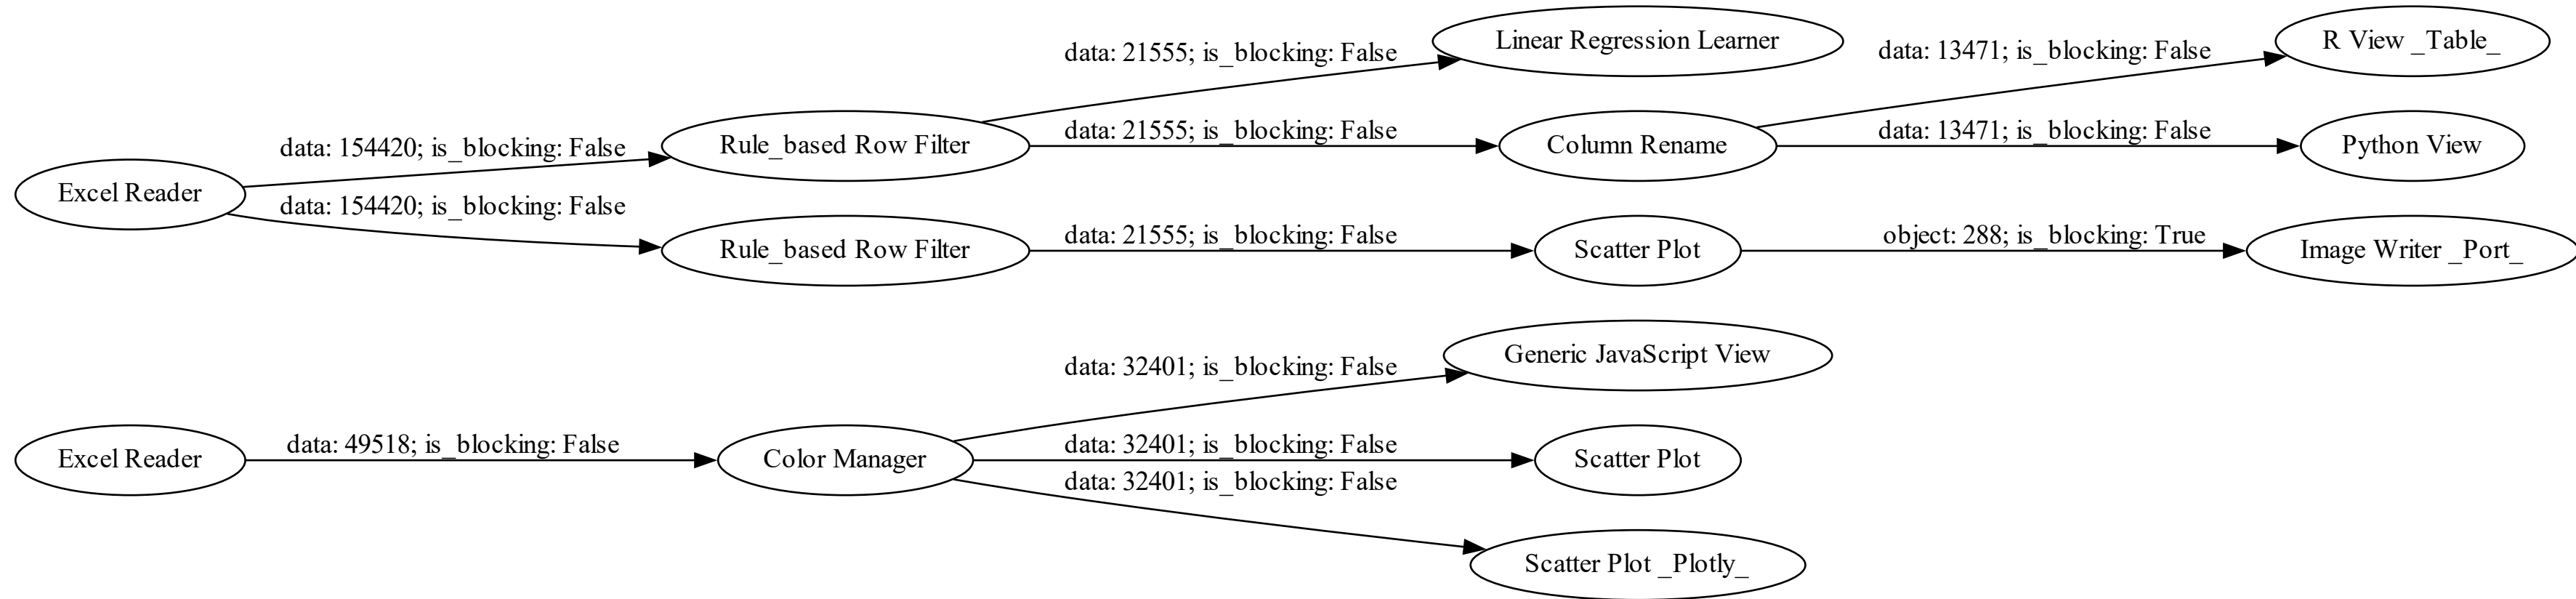 Linear Regression Learner
R View _Table_
data: 21555; is_blocking: False
data: 13471; is_blocking: False
data: 154420; is_blocking: False
Rule_based Row Filter
data: 21555; is_blocking: False
Column Rename
data: 13471; is_blocking: False
Python View
Excel Reader
data: 154420; is_blocking: False
Rule_based Row Filter
data: 21555; is_blocking: False
Scatter Plot
object: 288; is_blocking: True
Image Writer _Port_
Generic JavaScript View
data: 32401; is_blocking: False
Excel Reader
data: 49518; is_blocking: False
Color Manager
data: 32401; is_blocking: False
Scatter Plot
data: 32401; is_blocking: False
Scatter Plot _Plotly_